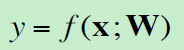 y = f(x; W)